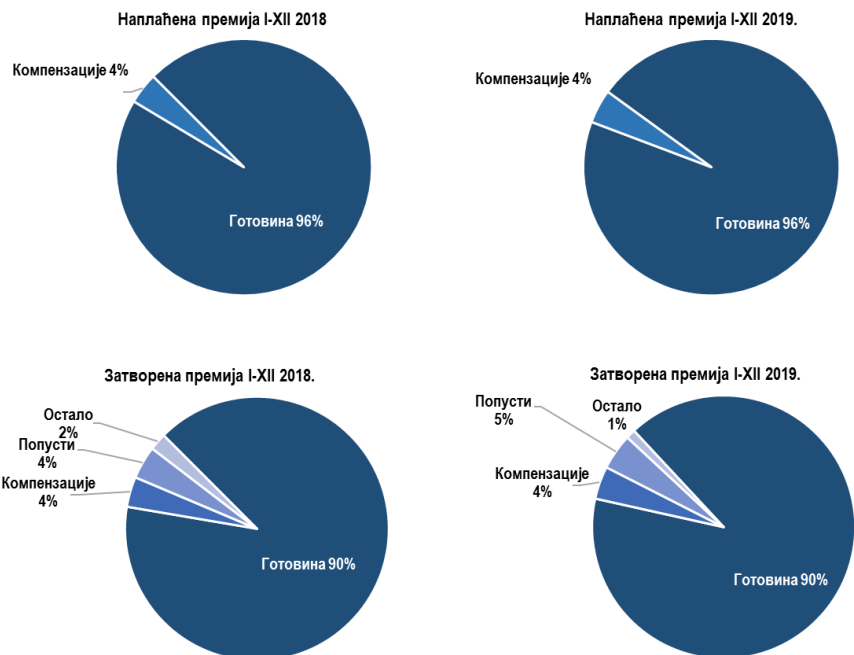 Наплаћена премија I-XII 2018
Компензације 4%
Готовина 96%
Наплаћена премија I-XII 2019.
Компензације 4%
Готовина 96%
Затворена премија I-XII 2018.
Остало
2%
Попусти
4%
Компензације
4%
Готовина 90%
Затворена премија I-XII 2019.
Попусти
5%
Остало
1%
Компензације
4%
Готовина 90%